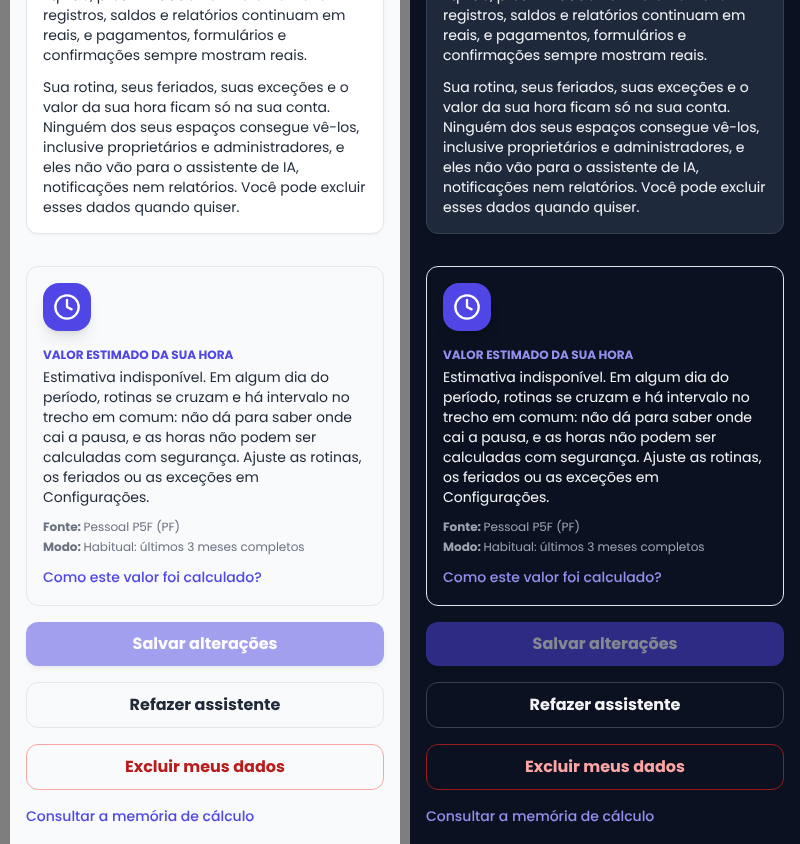 registros, saldos e relatórios continuam em
reais, e pagamentos, formulários e
confirmações sempre mostram reais.
Sua rotina, seus feriados, suas exceções e o
valor da sua hora ficam só na sua conta.
Ninguém dos seus espaços consegue vê-los,
inclusive proprietários e administradores, e
eles não vão para o assistente de IA,
notificações nem relatórios. Você pode excluir
esses dados quando quiser.
VALOR ESTIMADO DA SUA HORA
Estimativa indisponível. Em algum dia do
período, rotinas se cruzam e há intervalo no
trecho em comum: não dá para saber onde
cai a pausa, e as horas não podem ser
calculadas com segurança. Ajuste as rotinas,
os feriados ou as exceções em
Configurações.
Fonte: Pessoal P5F (PF)
Modo: Habitual: últimos 3 meses completos
Como este valor foi calculado?
Salvar alterações
Refazer assistente
Excluir meus dados
Consultar a memória de cálculo
registros, saldos e relatórios continuam em
reais, e pagamentos, formulários e
confirmações sempre mostram reais.
Sua rotina, seus feriados, suas exceções e o
valor da sua hora ficam só na sua conta.
Ninguém dos seus espaços consegue vê-los,
inclusive proprietários e administradores, e
eles não vão para o assistente de IA,
notificações nem relatórios. Você pode excluir
esses dados quando quiser.
VALOR ESTIMADO DA SUA HORA
Estimativa indisponível. Em algum dia do
período, rotinas se cruzam e há intervalo no
trecho em comum: não dá para saber onde
cai a pausa, e as horas não podem ser
calculadas com segurança. Ajuste as rotinas,
os feriados ou as exceções em
Configurações.
Fonte: Pessoal P5F (PF)
Modo: Habitual: últimos 3 meses completos
Como este valor foi calculado?
Salvar alterações
Refazer assistente
Excluir meus dados
Consultar a memória de cálculo